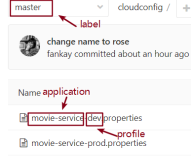 master
cloudconfig / +
label
change name to rose
fankay committed about an hour ago
application
Name
movie-service-dev.properties
profile
movie-service-prod.properties